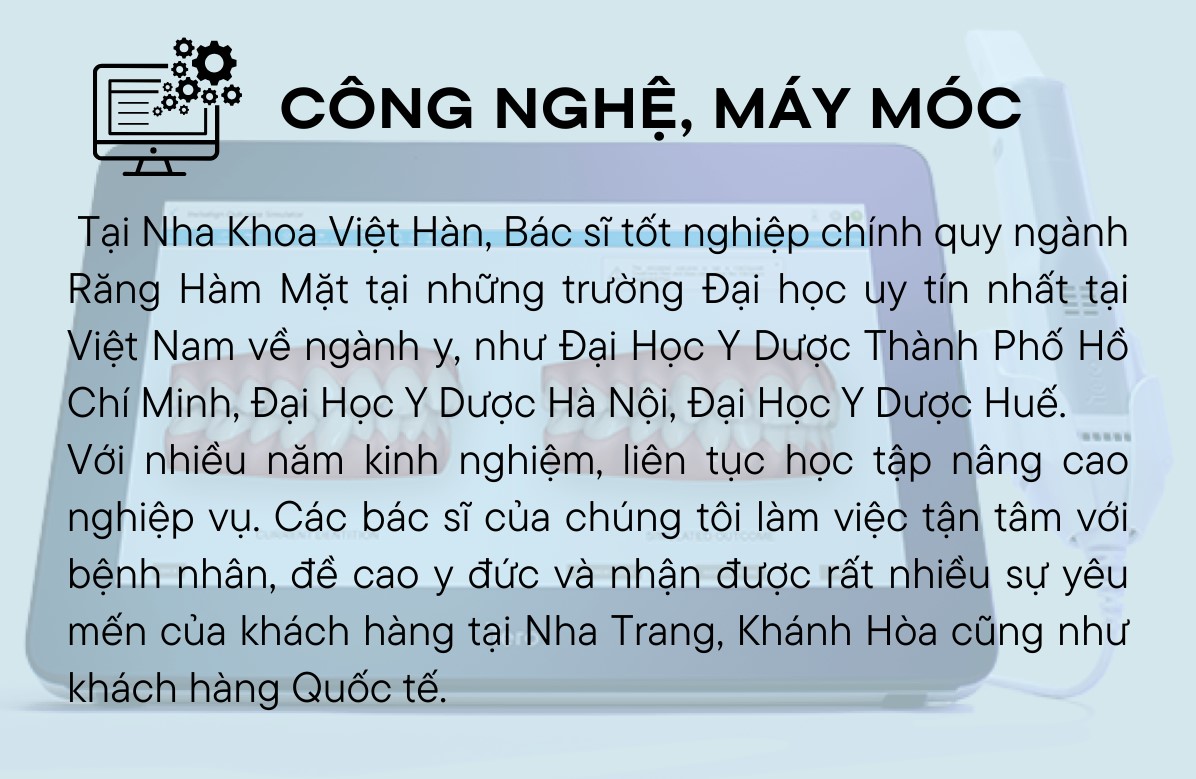 CÔNG NGHỆ, MÁY MÓC
Tại Nha Khoa Việt Hàn, Bác sĩ tốt nghiệp chính quy ngành
Răng Hàm Mặt tại những trường Đại học uy tín nhất tại
Việt Nam về ngành y, như Đại Học Y Dược Thành Phố Hồ
Chí Minh, Đại Học Y Dược Hà Nội, Đại Học Y Dược Huế.
Với nhiều năm kinh nghiệm, liên tục học tập nâng cao
nghiệp vụ. Các bác sĩ của chúng tôi làm việc tận tâm với
bệnh nhân, đề cao y đức và nhận được rất nhiều sự yêu
mến của khách hàng tại Nha Trang, Khánh Hòa cũng như
khách hàng Quốc tế.
CURRENT DENTITION
SIMULATED OUTCOME